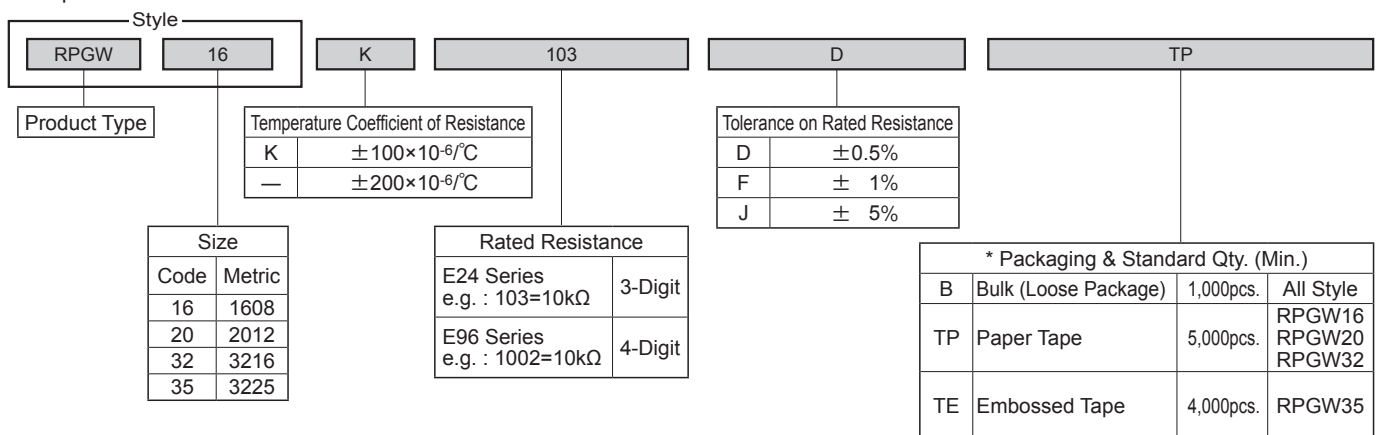 Style
RPGW 16 K 103 D TP
Product Type
Temperature Coefficient of Resistance
K ±100×10-6/℃
— ±200×10-6/℃
Tolerance on Rated Resistance
D ±0.5%
F ± 1%
J ± 5%
Size
Code Metric
16 1608
20 2012
32 3216
35 3225
Rated Resistance
E24 Series
e.g. : 103=10kΩ
3-Digit
E96 Series
e.g. : 1002=10kΩ
4-Digit
* Packaging & Standard Qty. (Min.)
B Bulk (Loose Package) 1,000pcs. All Style
TP Paper Tape 5,000pcs. RPGW16
RPGW20
RPGW32
TE Embossed Tape 4,000pcs. RPGW35